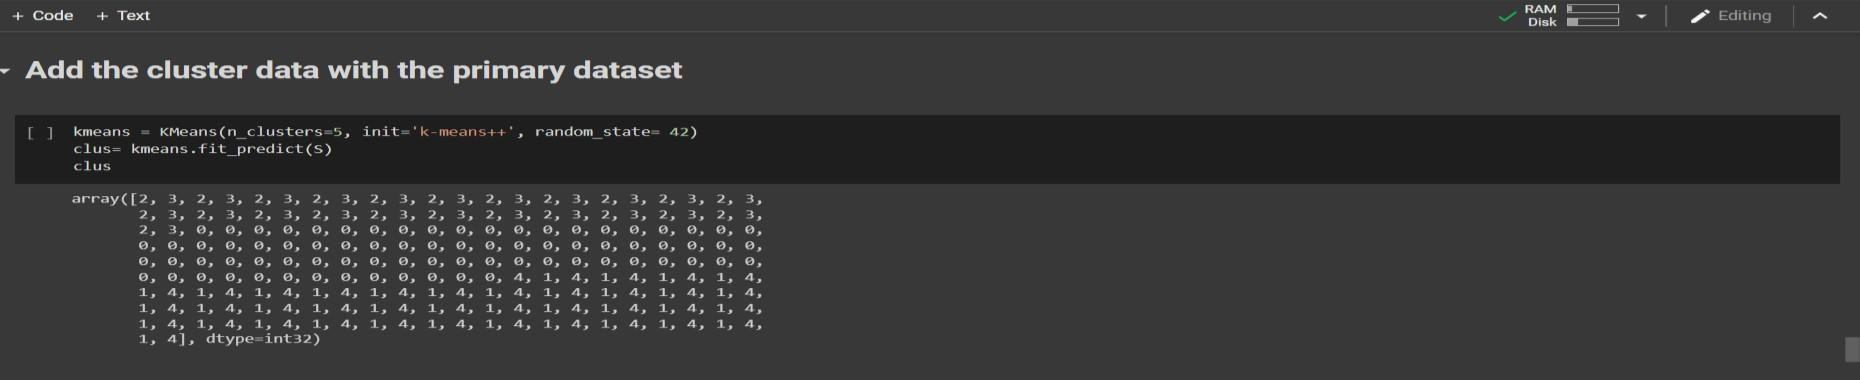 + Code + Text
RAM
Disk
Editing
Add the cluster data with the primary dataset
[ ] kmeans = KMeans(n_clusters=5, init='k-means++', random_state= 42)
clus= kmeans.fit_predict(S)
clus
array([2, 3, 2, 3, 2, 3, 2, 3, 2, 3, 2, 3, 2, 3, 2, 3, 2, 3, 2, 3, 2, 3,
2, 3, 2, 3, 2, 3, 2, 3, 2, 3, 2, 3, 2, 3, 2, 3, 2, 3, 2, 3, 2, 3,
2, 3, 0, 0, 0, 0, 0, 0, 0, 0, 0, 0, 0, 0, 0, 0, 0, 0, 0, 0, 0, 0,
0, 0, 0, 0, 0, 0, 0, 0, 0, 0, 0, 0, 0, 0, 0, 0, 0, 0, 0, 0, 0, 0,
0, 0, 0, 0, 0, 0, 0, 0, 0, 0, 0, 0, 0, 0, 0, 0, 0, 0, 0, 0, 0, 0,
0, 0, 0, 0, 0, 0, 0, 0, 0, 0, 0, 0, 0, 4, 1, 4, 1, 4, 1, 4, 1, 4,
1, 4, 1, 4, 1, 4, 1, 4, 1, 4, 1, 4, 1, 4, 1, 4, 1, 4, 1, 4, 1, 4,
1, 4, 1, 4, 1, 4, 1, 4, 1, 4, 1, 4, 1, 4, 1, 4, 1, 4, 1, 4, 1, 4,
1, 4, 1, 4, 1, 4, 1, 4, 1, 4, 1, 4, 1, 4, 1, 4, 1, 4, 1, 4, 1, 4,
1, 4], dtype=int32)